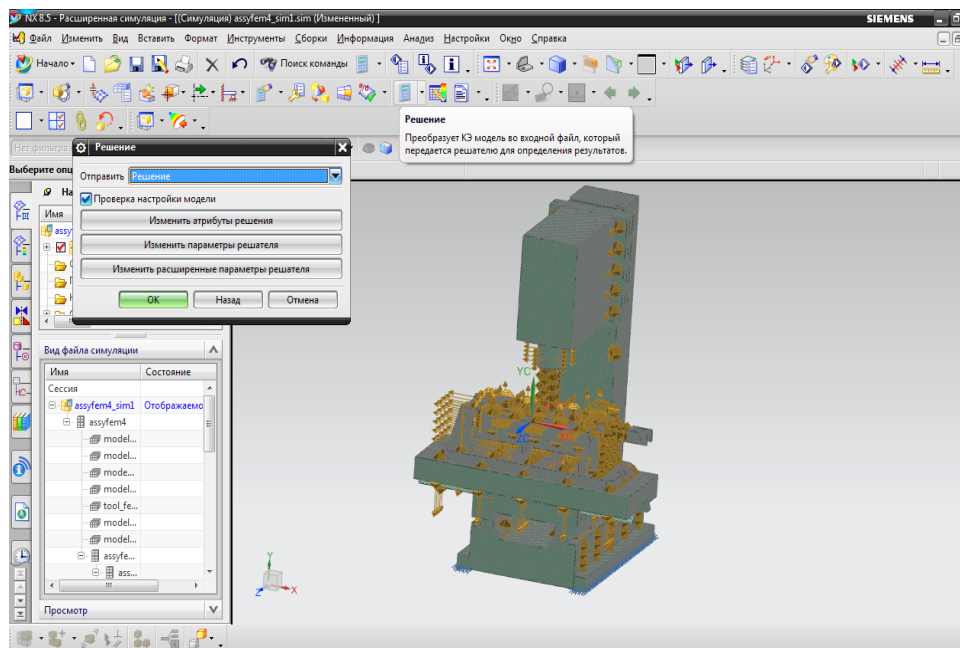 NX 8.5 - Расширенная симуляция - [(Симуляция) assyfem4_sim1.sim (Измененный) ]
SIEMENS
Файл Изменить Вид Вставить Формат Инструменты Сборки Информация Анализ Настройки Окно Справка
Начало
Поиск команды
Решение
Преобразует КЭ модель во входной файл, который
передается решателю для определения результатов.
Нет фильтра
Решение
Отправить Решение
Проверка настройки модели
Изменить атрибуты решения
Изменить параметры решателя
Изменить расширенные параметры решателя
ОК Назад Отмена
Имя
Вид файла симуляции
Имя Состояние
Сессия
assyfem4_sim1 Отображаемо
assyfem4
model...
model...
mode...
model...
tool_fe...
model...
model...
assyfe...
ass...
Просмотр
YC
ZC
Y
Z
X